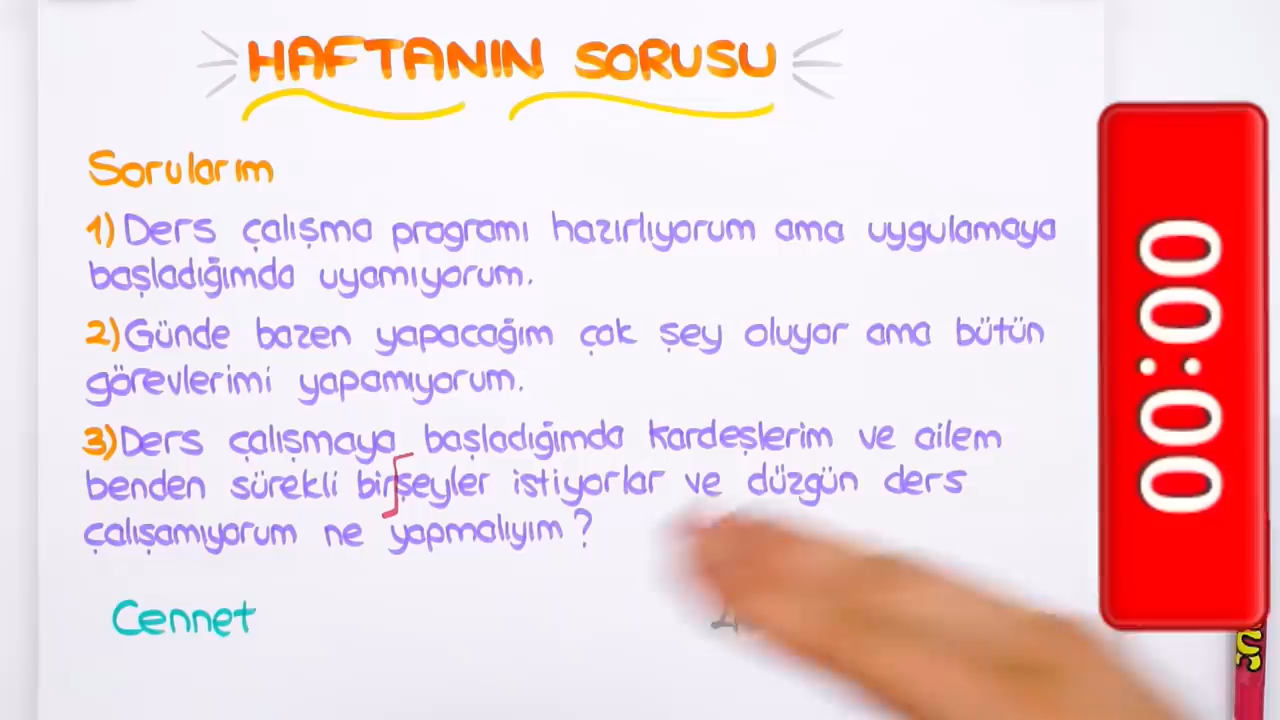 HAFTANIN SORUSU
Sorularım
1) Ders çalışma programı hazırlıyorum ama uygulamaya
başladığımda uyamıyorum.
2) Günde bazen yapacağım çok şey oluyor ama bütün
görevlerimi yapamıyorum.
3) Ders çalışmaya başladığımda kardeşlerim ve ailem
benden sürekli birşeyler istiyorlar ve düzgün ders
çalışamıyorum ne yapmalıyım?
Cennet
00:00